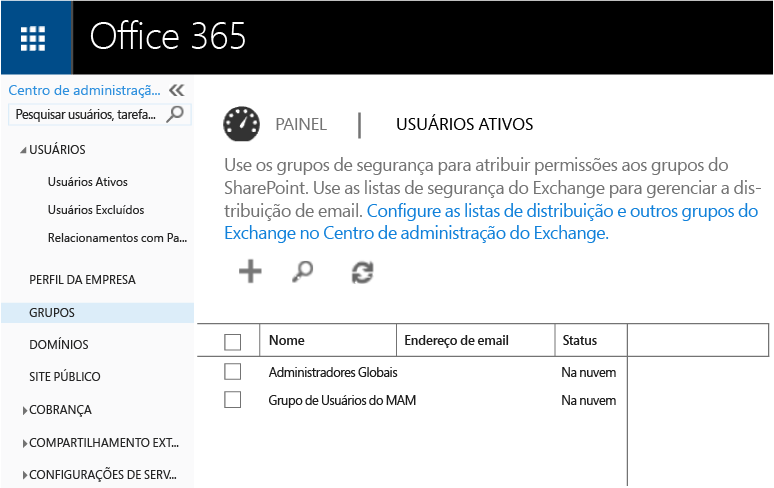 Office 365
Centro de administraçã...
Pesquisar usuários, tarefa...
USUÁRIOS
Usuários Ativos
Usuários Excluídos
Relacionamentos com Pa...
PERFIL DA EMPRESA
GRUPOS
DOMÍNIOS
SITE PÚBLICO
COBRANÇA
COMPARTILHAMENTO EXT...
CONFIGURAÇÕES DE SERV...
PAINEL | USUÁRIOS ATIVOS
Use os grupos de segurança para atribuir permissões aos grupos do
SharePoint. Use as listas de segurança do Exchange para gerenciar a dis-
tribuição de email. Configure as listas de distribuição e outros grupos do
Exchange no Centro de administração do Exchange.
Nome Endereço de email Status
Administradores Globais Na nuvem
Grupo de Usuários do MAM Na nuvem